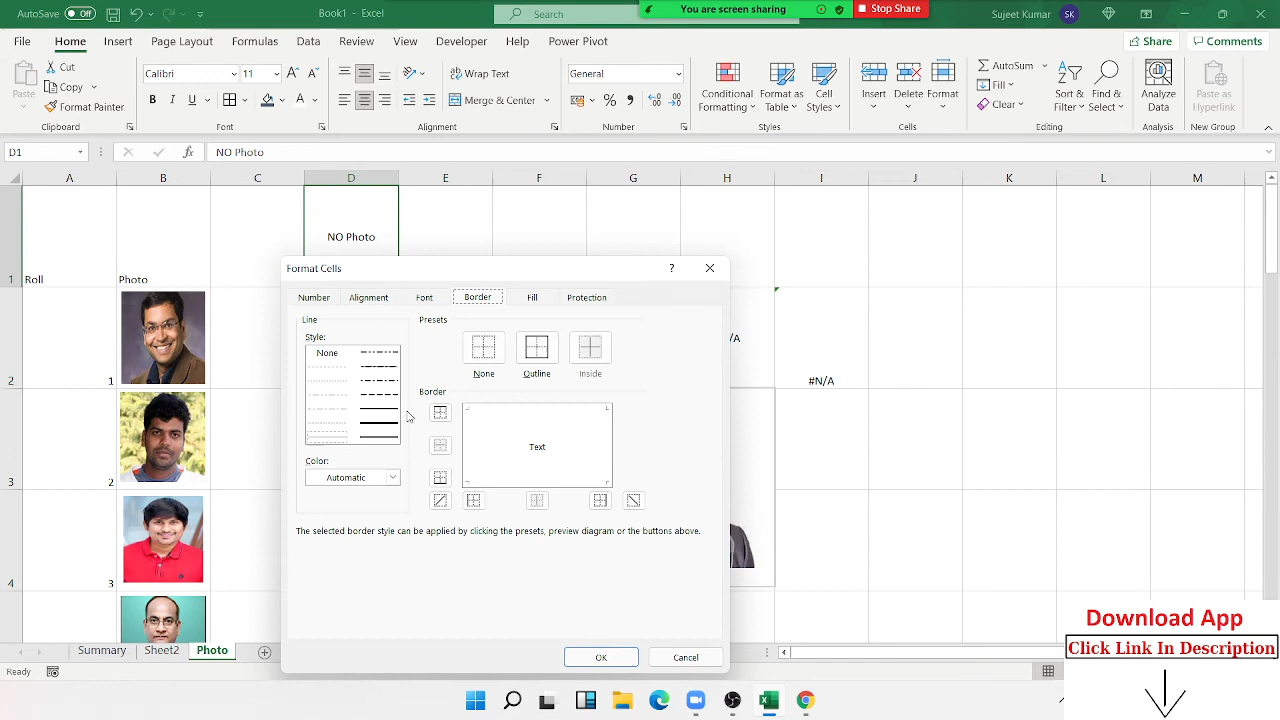 AutoSave Off Book1 - Excel Search You are screen sharing Stop Share Sujeet Kumar SK
File Home Insert Page Layout Formulas Data Review View Developer Help Power Pivot Share Comments
Paste Cut Copy Format Painter Clipboard
Calibri 11 B I U A Font
Wrap Text Merge & Center Alignment
General % Number
Conditional Formatting Format as Table Cell Styles Styles
Insert Delete Format Cells
AutoSum Fill Clear Sort & Filter Find & Select Editing
Analyze Data Analysis
Paste as Hyperlink New Group
D1 fx NO Photo
A B C D E F G H I J K L M
NO Photo
1 Roll Photo
Format Cells ?
Number Alignment Font Border Fill Protection
Line Presets
Style:
None
None Outline Inside
Border
Text
Color:
Automatic
The selected border style can be applied by clicking the presets, preview diagram or the buttons above.
OK Cancel
/A
2 1 #N/A
3 2
4 3
Summary Sheet2 Photo
Ready
Download App
Click Link In Description